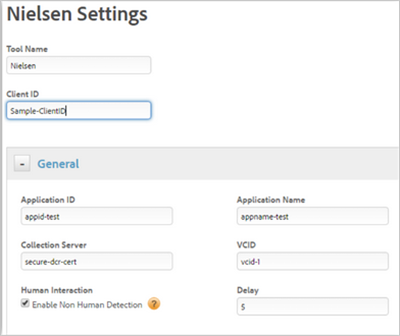 Nielsen Settings
Tool Name
Nielsen
Client ID
Sample-ClientID
- General
Application ID Application Name
appid-test appname-test
Collection Server VCID
secure-dcr-cert vcid-1
Human Interaction Delay
Enable Non Human Detection ? 5